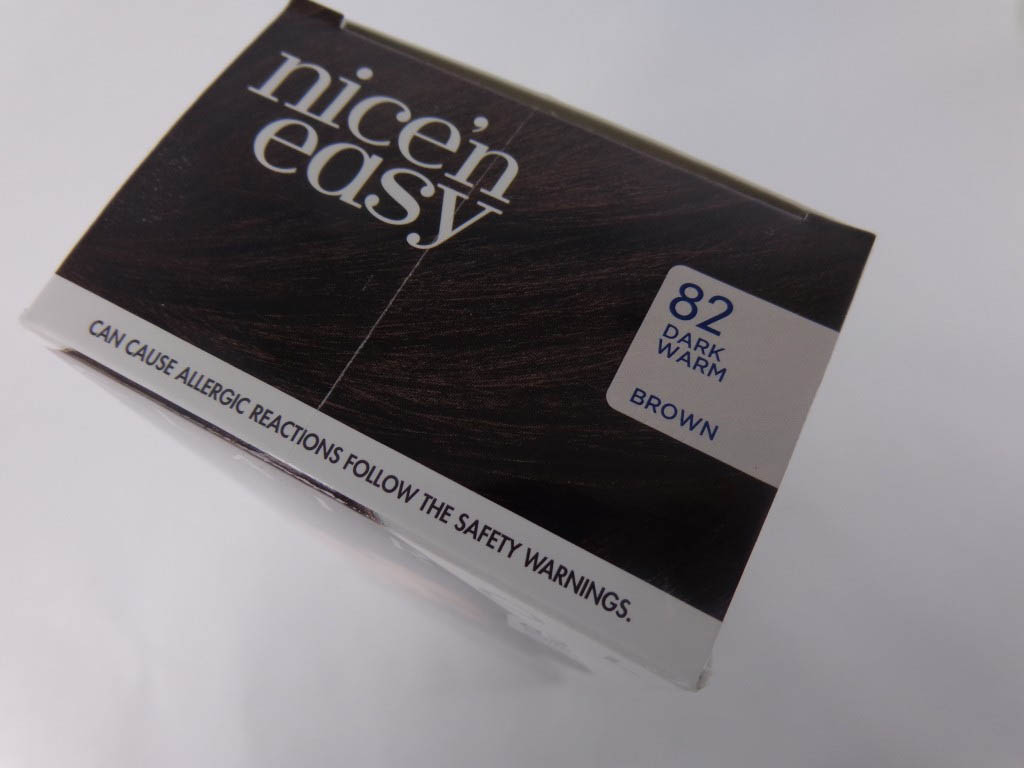 nice'n
easy
82
DARK
WARM
BROWN
CAN CAUSE ALLERGIC REACTIONS FOLLOW THE SAFETY WARNINGS.